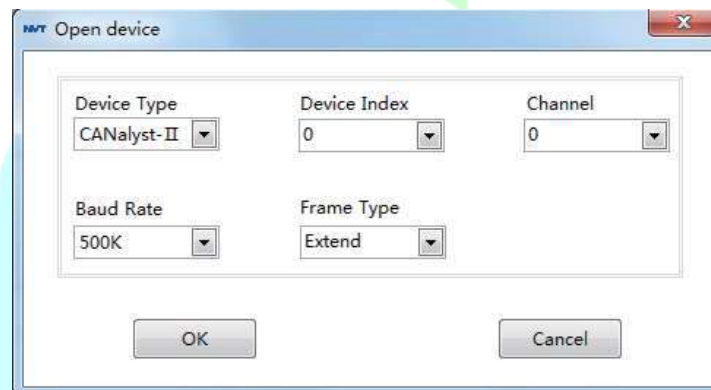 NVT Open device
Device Type Device Index Channel
CANalyst-Ⅱ 0 0
Baud Rate Frame Type
500K Extend
OK Cancel